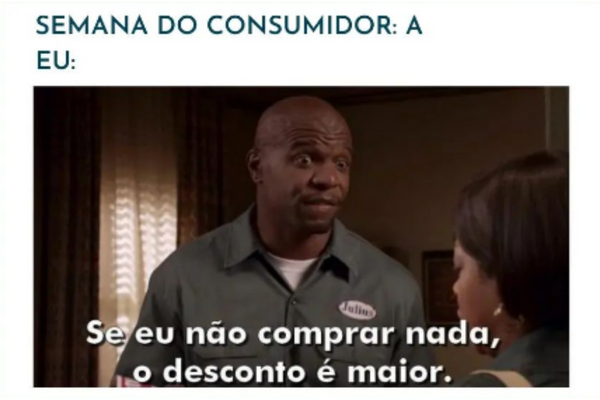 SEMANA DO CONSUMIDOR: A
EU:
Julius
Se eu não comprar nada,
o desconto é maior.